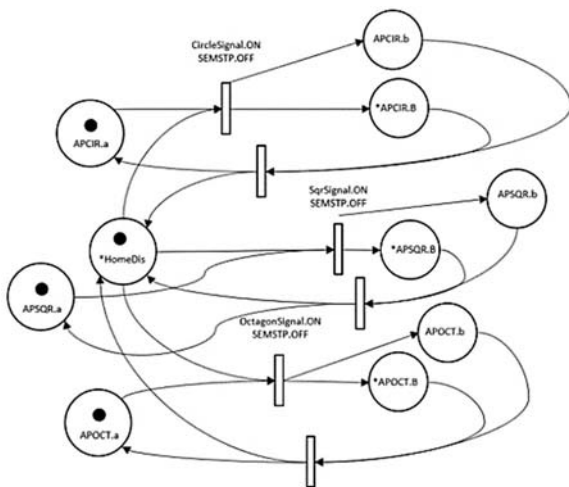 CircleSignal.ON
SEMSTP.OFF
APCIR.b
*APCIR.B
APCIR.a
SqrSignal.ON
SEMSTP.OFF
APSQR.b
*HomeDis
*APSQR.B
APSQR.a
OctagonSignal.ON
SEMSTP.OFF
APOCT.b
*APOCT.B
APOCT.a